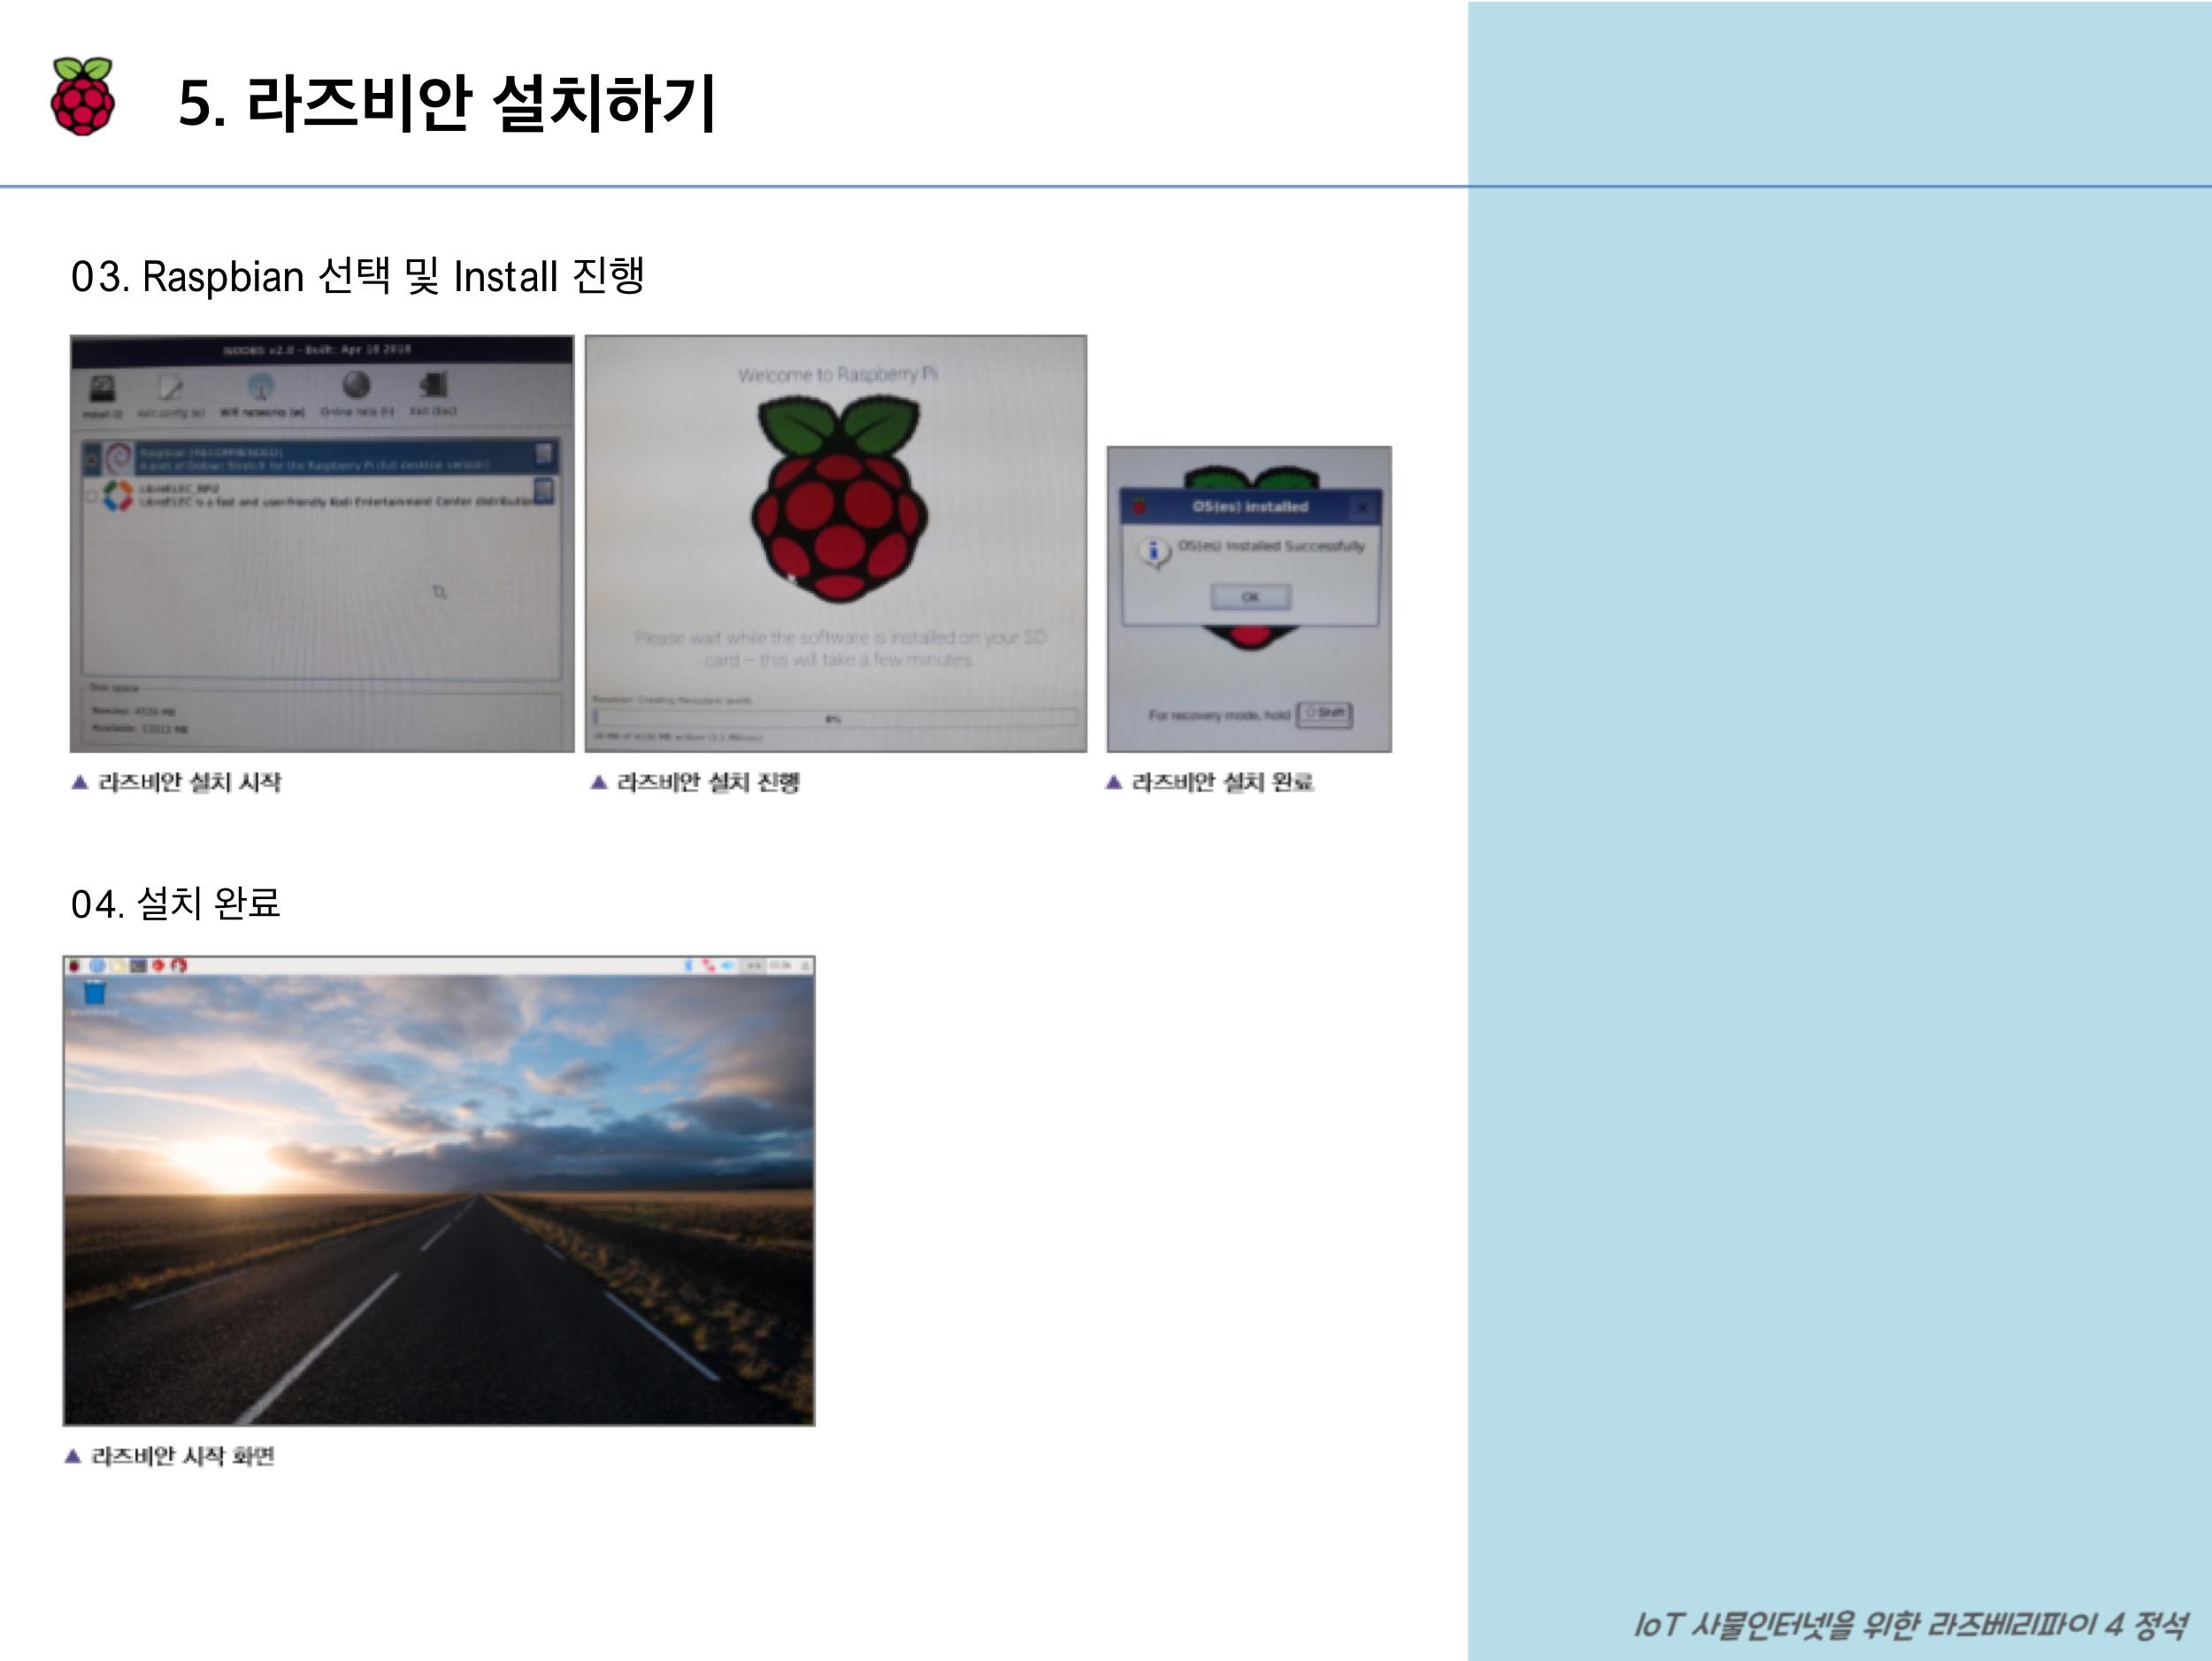 5. 라즈비안 설치하기
03. Raspbian 선택 및 Install 진행
NOOBS v2.8 - Built: Apr 18 2018
Install (i) Edit config (e) Wifi networks (w) Online help (h) Exit (Esc)
Raspbian [RECOMMENDED]
A port of Debian Stretch for the Raspberry Pi (full desktop version)
LibreELEC_RPi2
LibreELEC is a fast and user-friendly Kodi Entertainment Center distribution
Disk space
Needed: 4539 MB
Available: 13312 MB
Welcome to Raspberry Pi
Please wait while the software is installed on your SD
card – this will take a few minutes.
Raspbian: Creating filesystem (ext4)
0%
OS(es) installed
OS(es) Installed Successfully
OK
For recovery mode, hold Shift
▲ 라즈비안 설치 시작
▲ 라즈비안 설치 진행
▲ 라즈비안 설치 완료
04. 설치 완료
▲ 라즈비안 시작 화면
IoT 사물인터넷을 위한 라즈베리파이 4 정석